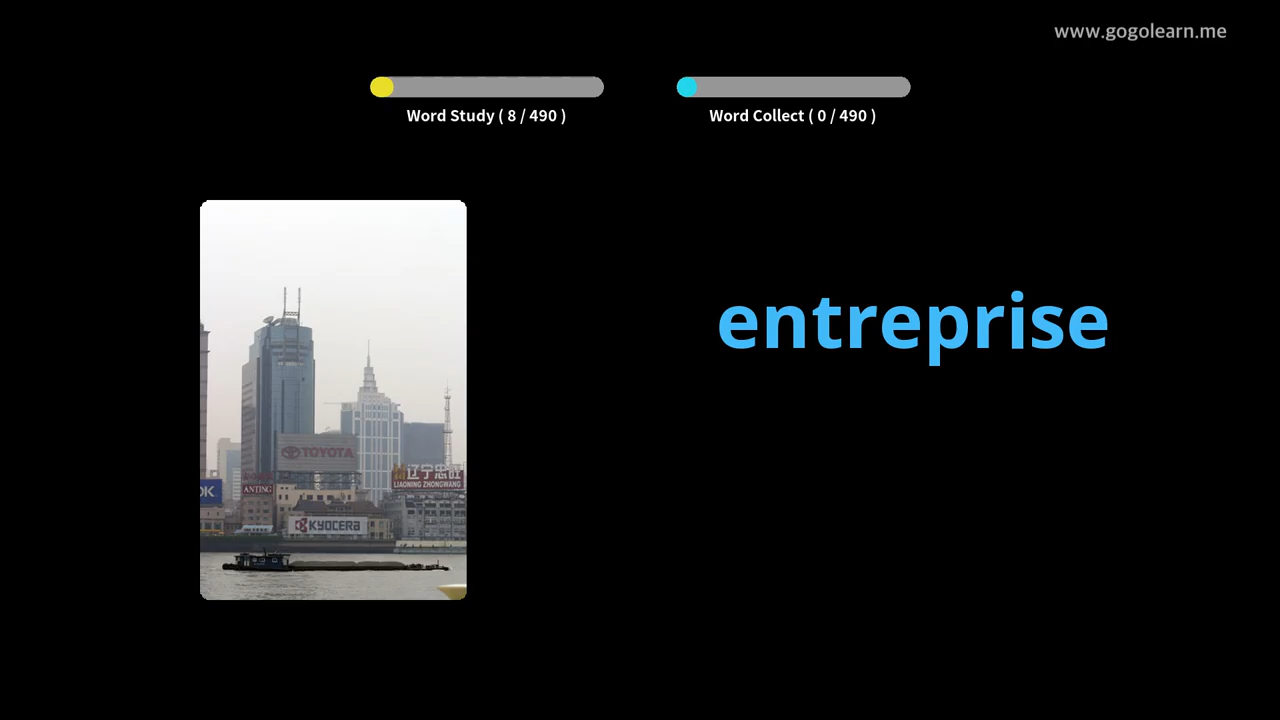 www.gogolearn.me
Word Study ( 8 / 490 )
Word Collect ( 0 / 490 )
entreprise
TOYOTA
辽宁忠旺
LIAONING ZHONGWANG
OK
ANTING
KYOCERA